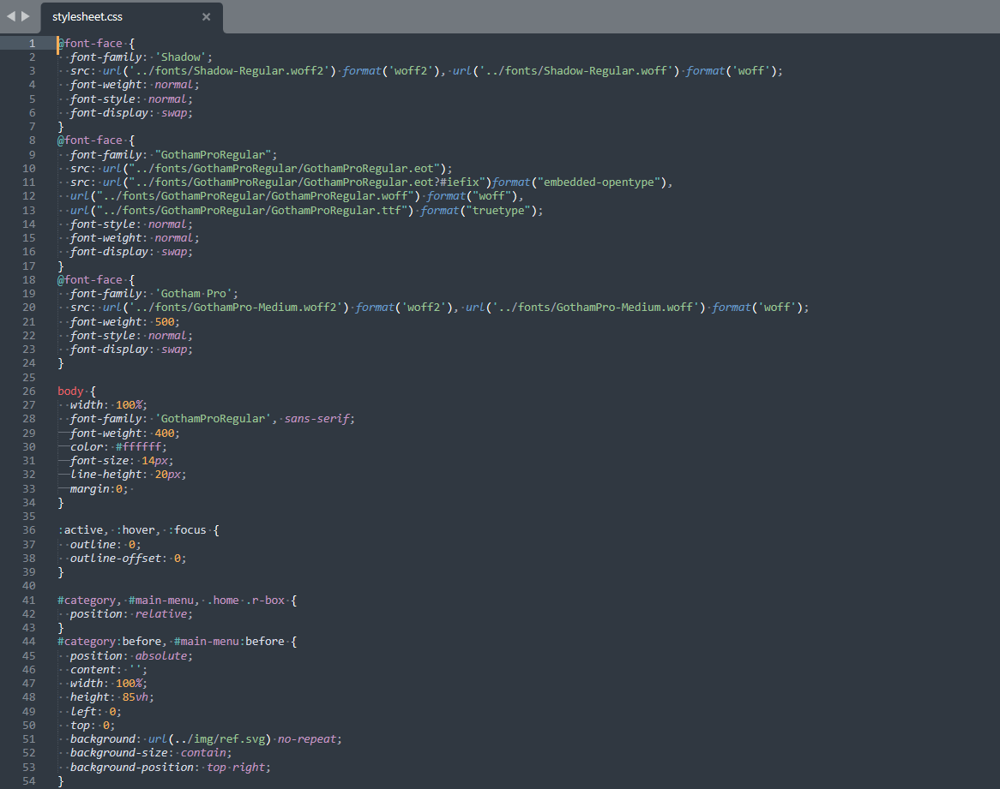 stylesheet.css
1 @font-face {
2   font-family: 'Shadow';
3   src: url('../fonts/Shadow-Regular.woff2') format('woff2'), url('../fonts/Shadow-Regular.woff') format('woff');
4   font-weight: normal;
5   font-style: normal;
6   font-display: swap;
7 }
8 @font-face {
9   font-family: "GothamProRegular";
10   src: url("../fonts/GothamProRegular/GothamProRegular.eot");
11   src: url("../fonts/GothamProRegular/GothamProRegular.eot?#iefix")format("embedded-opentype"),
12   url("../fonts/GothamProRegular/GothamProRegular.woff") format("woff"),
13   url("../fonts/GothamProRegular/GothamProRegular.ttf") format("truetype");
14   font-style: normal;
15   font-weight: normal;
16   font-display: swap;
17 }
18 @font-face {
19   font-family: 'Gotham Pro';
20   src: url('../fonts/GothamPro-Medium.woff2') format('woff2'), url('../fonts/GothamPro-Medium.woff') format('woff');
21   font-weight: 500;
22   font-style: normal;
23   font-display: swap;
24 }
25
26 body {
27   width: 100%;
28   font-family: 'GothamProRegular', sans-serif;
29   font-weight: 400;
30   color: #ffffff;
31   font-size: 14px;
32   line-height: 20px;
33   margin:0;
34 }
35
36 :active, :hover, :focus {
37   outline: 0;
38   outline-offset: 0;
39 }
40
41 #category, #main-menu, .home .r-box {
42   position: relative;
43 }
44 #category:before, #main-menu:before {
45   position: absolute;
46   content: '';
47   width: 100%;
48   height: 85vh;
49   left: 0;
50   top: 0;
51   background: url(../img/ref.svg) no-repeat;
52   background-size: contain;
53   background-position: top right;
54 }